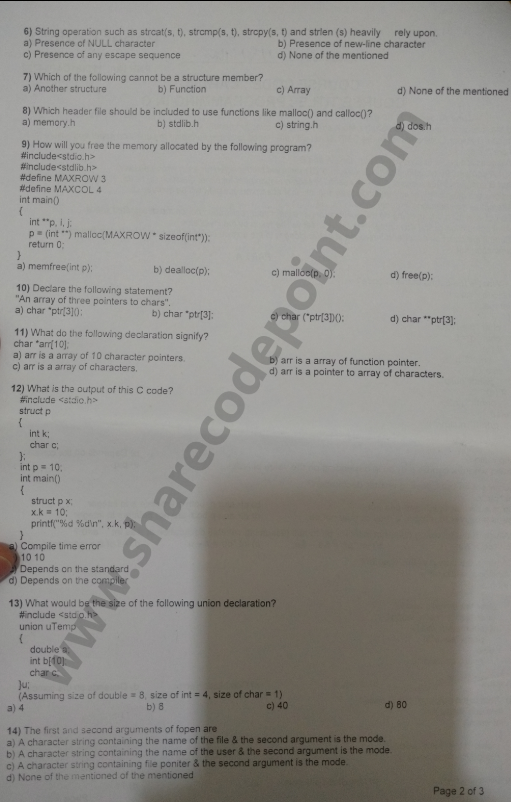 6) String operation such as strcat(s, t), strcmp(s, t), strcpy(s, t) and strlen (s) heavily rely upon.
a) Presence of NULL character b) Presence of new-line character
c) Presence of any escape sequence d) None of the mentioned
7) Which of the following cannot be a structure member?
a) Another structure b) Function c) Array d) None of the mentioned
8) Which header file should be included to use functions like malloc() and calloc()?
a) memory.h b) stdlib.h c) string.h d) dos.h
9) How will you free the memory allocated by the following program?
#include<stdio.h>
#include<stdlib.h>
#define MAXROW 3
#define MAXCOL 4
int main()
{
int **p, i, j;
p = (int **) malloc(MAXROW * sizeof(int*));
return 0;
}
a) memfree(int p); b) dealloc(p); c) malloc(p, 0); d) free(p);
10) Declare the following statement?
"An array of three pointers to chars".
a) char *ptr[3](); b) char *ptr[3]; c) char (*ptr[3])(); d) char **ptr[3];
11) What do the following declaration signify?
char *arr[10];
a) arr is a array of 10 character pointers. b) arr is a array of function pointer.
c) arr is a array of characters. d) arr is a pointer to array of characters.
12) What is the output of this C code?
#include <stdio.h>
struct p
{
int k;
char c;
};
int p = 10;
int main()
{
struct p x;
x.k = 10;
printf("%d %d\n", x.k, p);
}
a) Compile time error
10 10
Depends on the standard
d) Depends on the compiler
13) What would be the size of the following union declaration?
#include <stdio.h>
union uTemp
{
double a;
int b[10];
char c;
}u;
(Assuming size of double = 8, size of int = 4, size of char = 1)
a) 4 b) 8 c) 40 d) 80
14) The first and second arguments of fopen are
a) A character string containing the name of the file & the second argument is the mode.
b) A character string containing the name of the user & the second argument is the mode.
c) A character string containing file poniter & the second argument is the mode.
d) None of the mentioned of the mentioned
Page 2 of 3
www.sharecodepoint.com